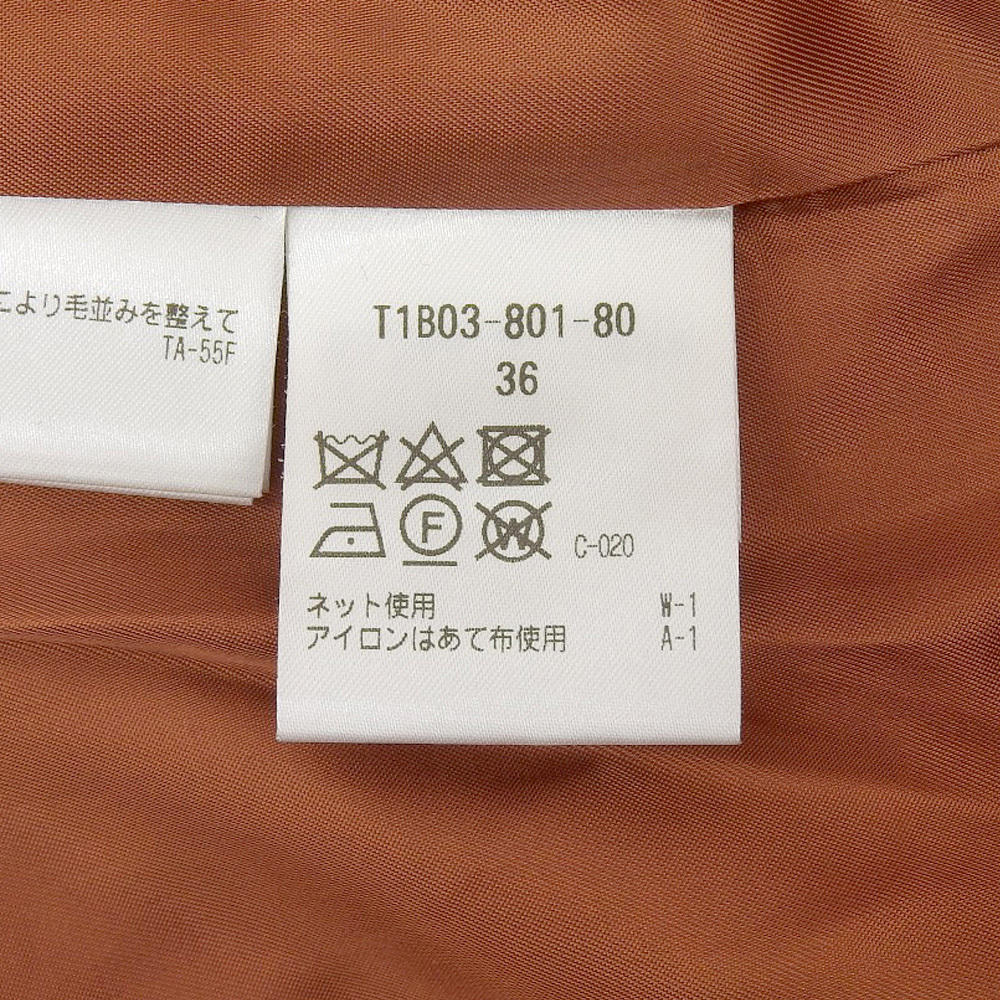 により毛並みを整えて
TA-55F
T1B03-801-80
36
F W C-020
ネット使用 W-1
アイロンはあて布使用 A-1